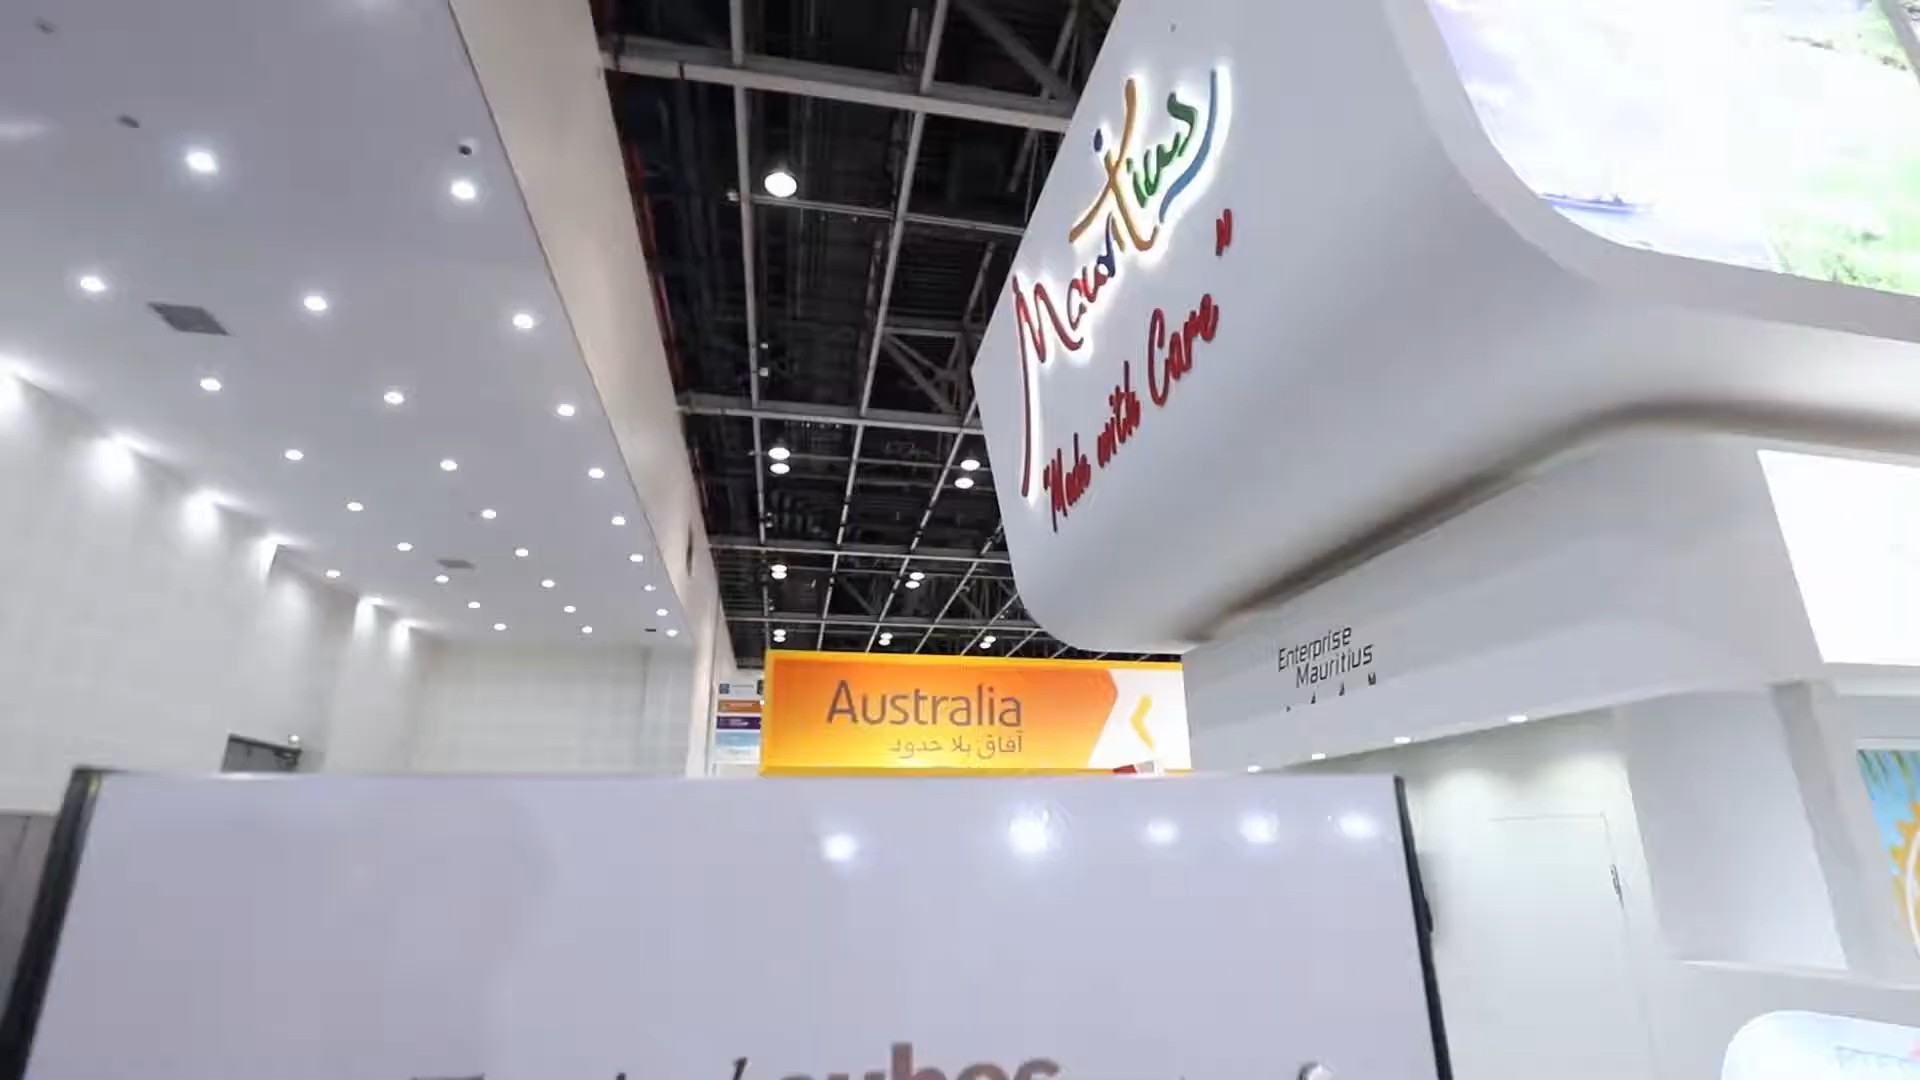 Mauritius
"Made with Care"
Enterprise
Mauritius
Australia
آفاق بلا حدود